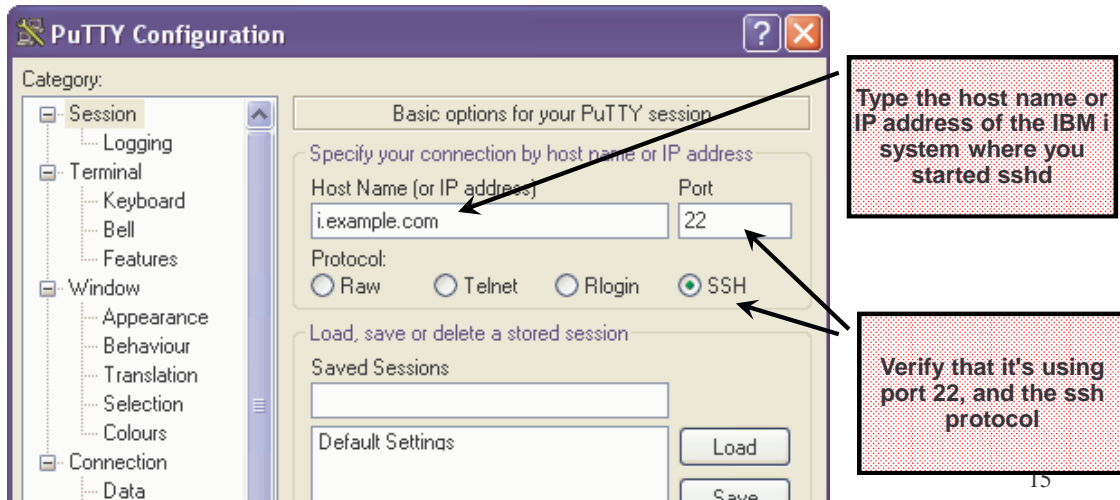 PuTTY Configuration
?
Category:
Session
Logging
Terminal
Keyboard
Bell
Features
Window
Appearance
Behaviour
Translation
Selection
Colours
Connection
Data
Basic options for your PuTTY session
Specify your connection by host name or IP address
Host Name (or IP address)
Port
i.example.com
22
Protocol:
Raw
Telnet
Rlogin
SSH
Load, save or delete a stored session
Saved Sessions
Default Settings
Load
Save
Type the host name or
IP address of the IBM i
system where you
started sshd
Verify that it's using
port 22, and the ssh
protocol
15